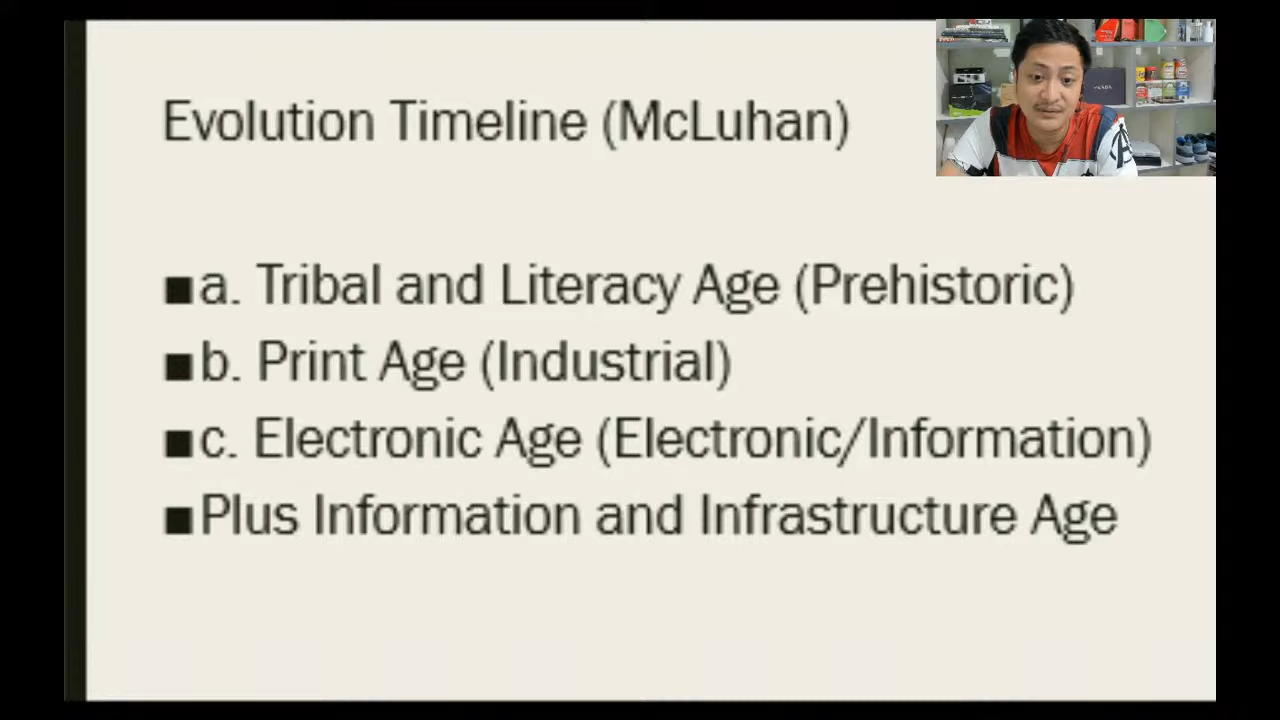 Evolution Timeline (McLuhan)
■a. Tribal and Literacy Age (Prehistoric)
■b. Print Age (Industrial)
■c. Electronic Age (Electronic/Information)
■Plus Information and Infrastructure Age